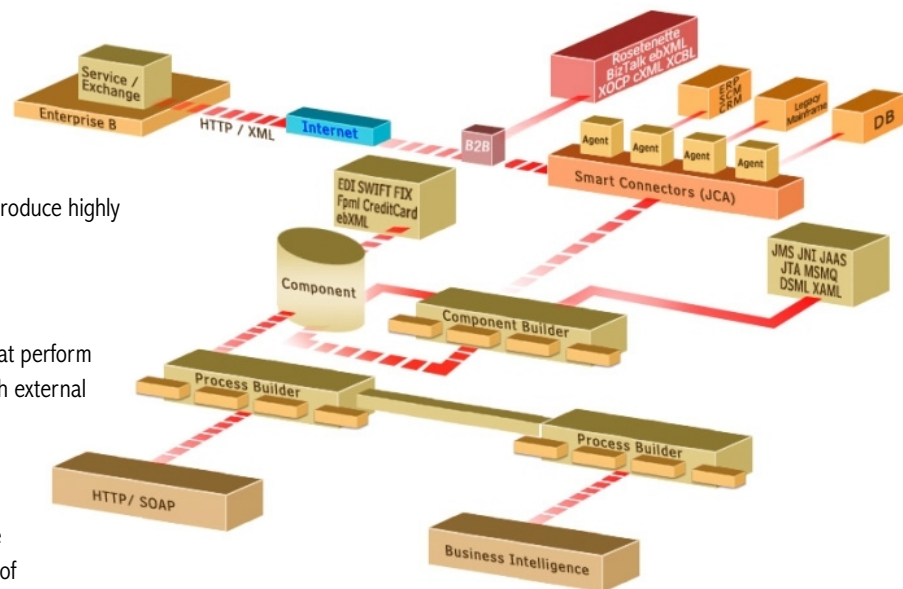 Service /
Exchange
Enterprise B
HTTP / XML
Internet
B2B
Rosetenette
BizTalk ebXML
XOCP cXML XCBL
ERP
SCM
CRM
Legacy
Mainframe
DB
Agent
Agent
Agent
Agent
Smart Connectors (JCA)
roduce highly
EDI SWIFT FIX
Fpml CreditCard
ebXML
JMS JNI JAAS
JTA MSMQ
DSML XAML
Component
Component Builder
at perform
h external
Process Builder
Process Builder
HTTP/ SOAP
Business Intelligence
of